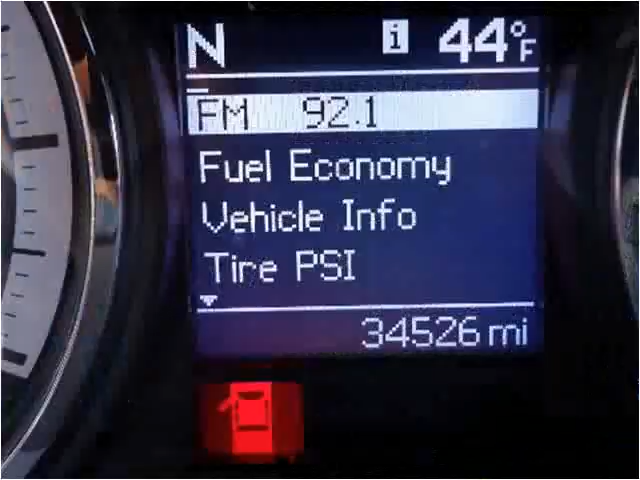 N i 44°F
FM 92.1
Fuel Economy
Vehicle Info
Tire PSI
34526 mi